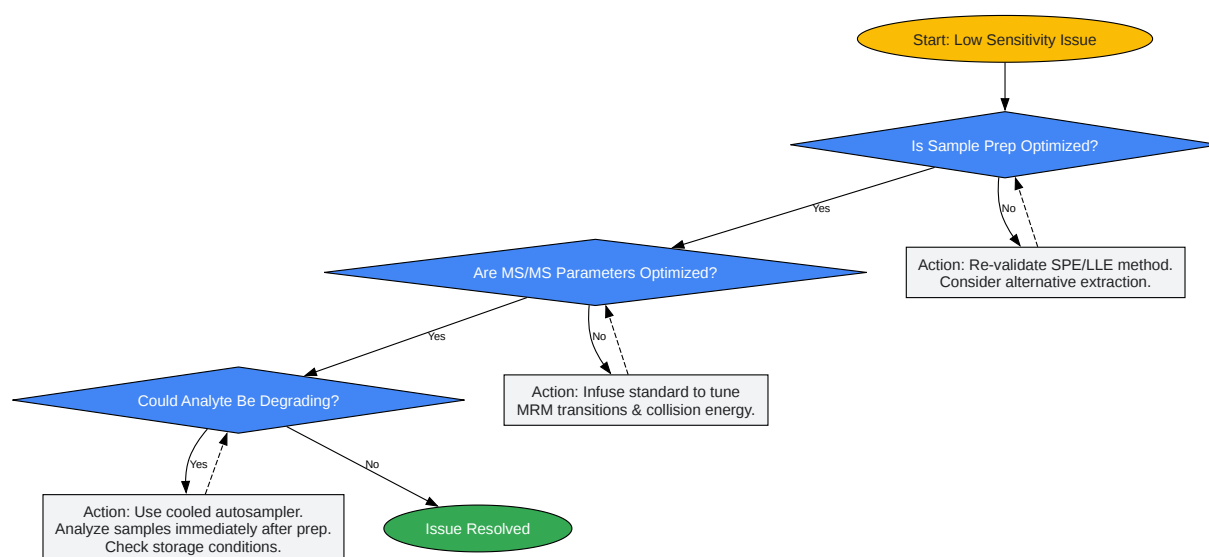 Start: Low Sensitivity Issue
Is Sample Prep Optimized?
Yes
No
Action: Re-validate SPE/LLE method.
Consider alternative extraction.
Are MS/MS Parameters Optimized?
Yes
No
Action: Infuse standard to tune
MRM transitions & collision energy.
Could Analyte Be Degrading?
Yes
No
Action: Use cooled autosampler.
Analyze samples immediately after prep.
Check storage conditions.
Issue Resolved